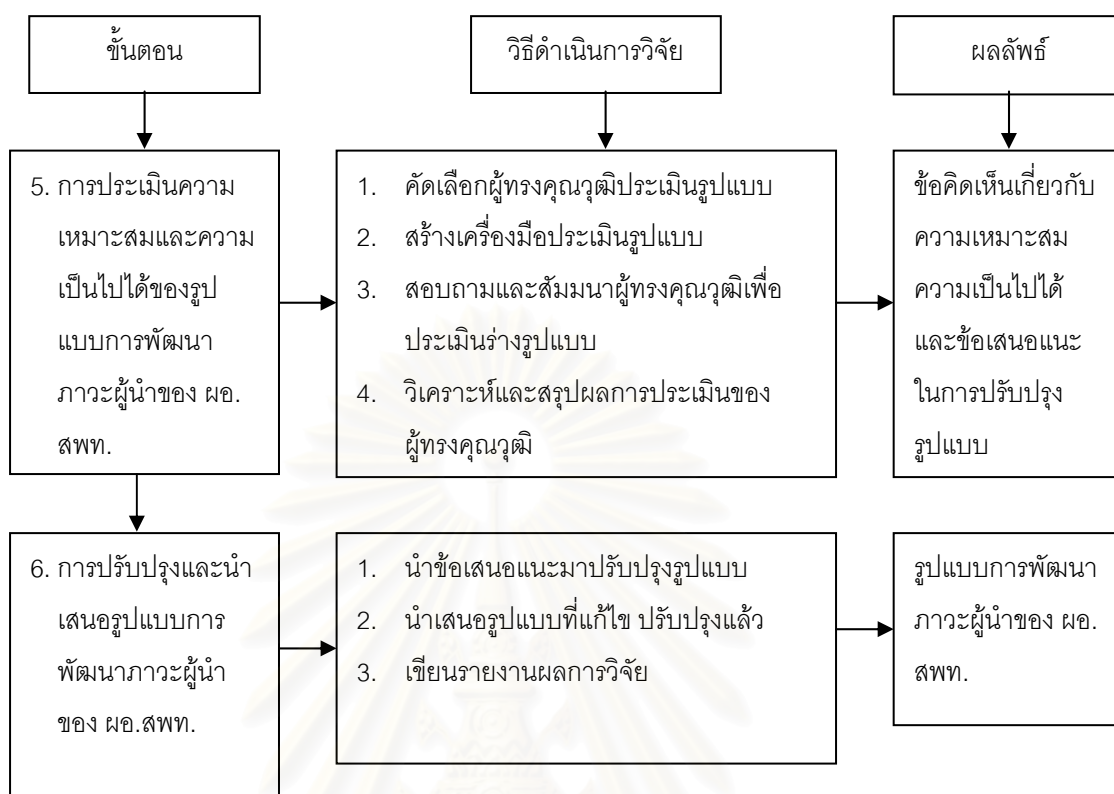 ขั้นตอน
วิธีดำเนินการวิจัย
ผลลัพธ์
5. การประเมินความ
เหมาะสมและความ
เป็นไปได้ของรูป
แบบการพัฒนา
ภาวะผู้นำของ ผอ.
สพท.
1. คัดเลือกผู้ทรงคุณวุฒิประเมินรูปแบบ
2. สร้างเครื่องมือประเมินรูปแบบ
3. สอบถามและสัมมนาผู้ทรงคุณวุฒิเพื่อ
ประเมินร่างรูปแบบ
4. วิเคราะห์และสรุปผลการประเมินของ
ผู้ทรงคุณวุฒิ
ข้อคิดเห็นเกี่ยวกับ
ความเหมาะสม
ความเป็นไปได้
และข้อเสนอแนะ
ในการปรับปรุง
รูปแบบ
6. การปรับปรุงและนำ
เสนอรูปแบบการ
พัฒนาภาวะผู้นำ
ของ ผอ.สพท.
1. นำข้อเสนอแนะมาปรับปรุงรูปแบบ
2. นำเสนอรูปแบบที่แก้ไข ปรับปรุงแล้ว
3. เขียนรายงานผลการวิจัย
รูปแบบการพัฒนา
ภาวะผู้นำของ ผอ.
สพท.